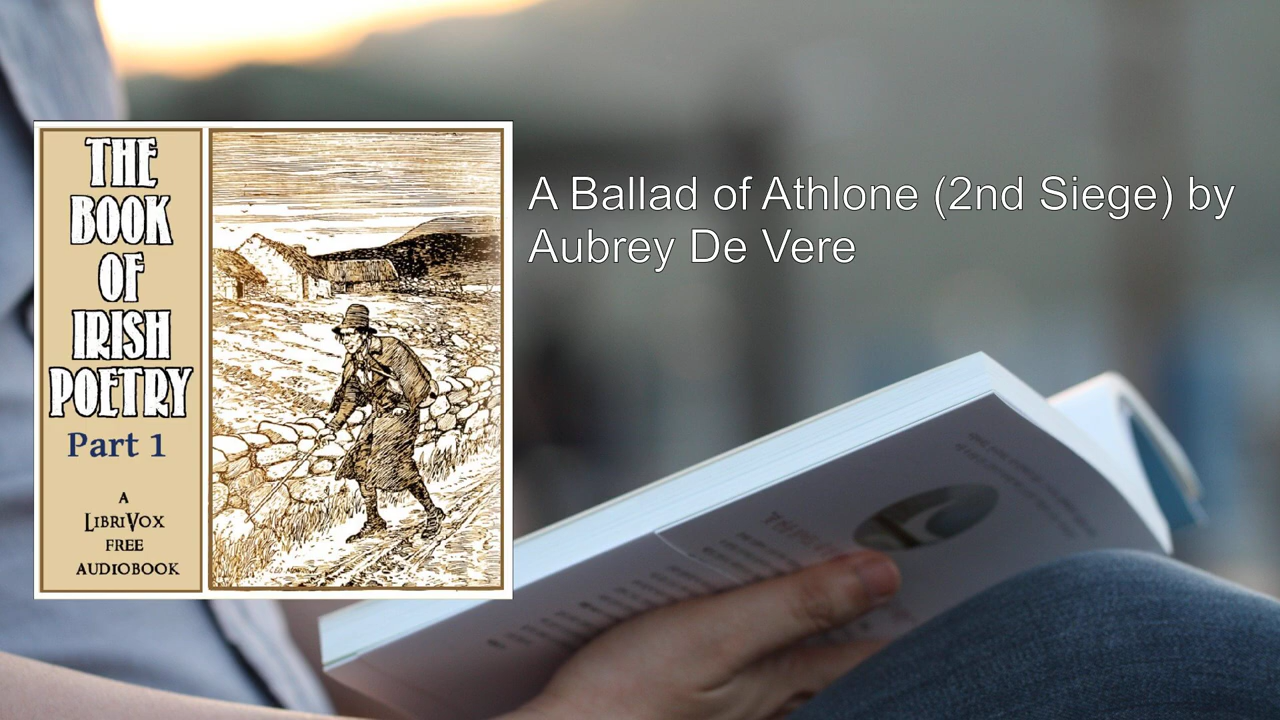 THE
BOOK
OF
IRISH
POETRY
Part 1
A
LIBRIVOX
FREE
AUDIOBOOK
A Ballad of Athlone (2nd Siege) by
Aubrey De Vere